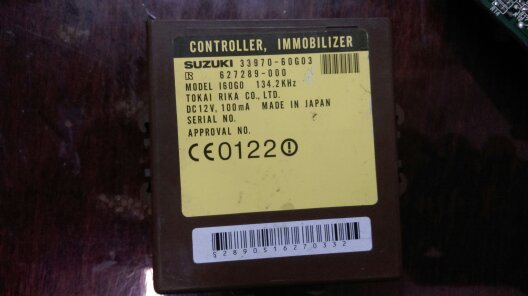 CONTROLLER, IMMOBILIZER
SUZUKI 33970-60G03
R 627289-000
MODEL I60G0 134.2KHz
TOKAI RIKA CO., LTD.
DC12V, 100mA MADE IN JAPAN
SERIAL NO.
APPROVAL NO.
CE0122
S2890S16270332